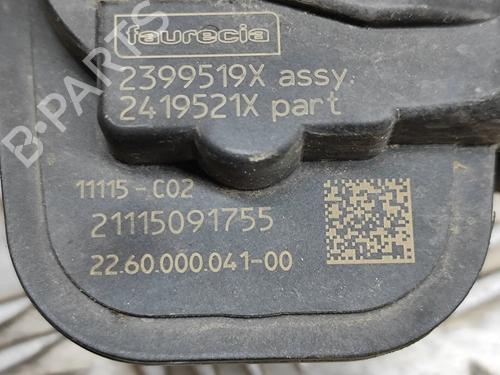 faurecia
2399519X assy
2419521X part
11115-C02
21115091755
22.60.000.041-00
B-PARTS